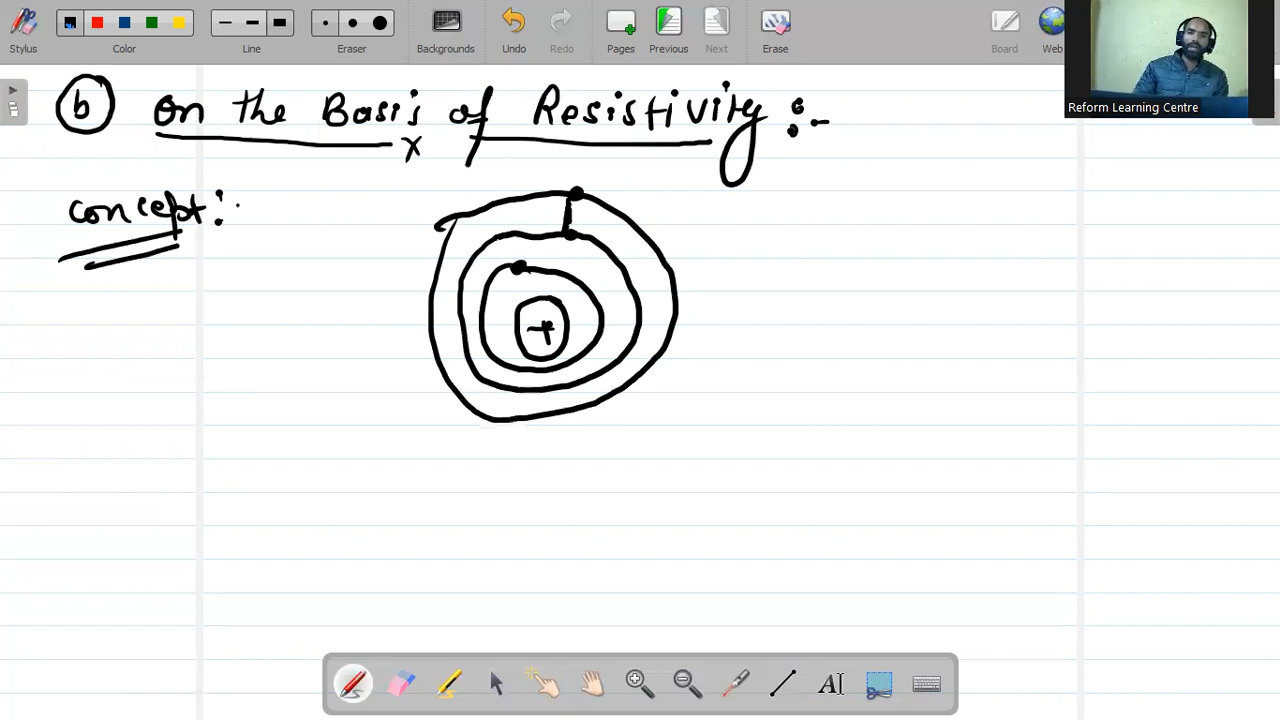 Stylus Color Line Eraser Backgrounds Undo Redo Pages Previous Next Erase Board Web
Reform Learning Centre
b On the Basis of Resistivity :-
x
concept:
+
A